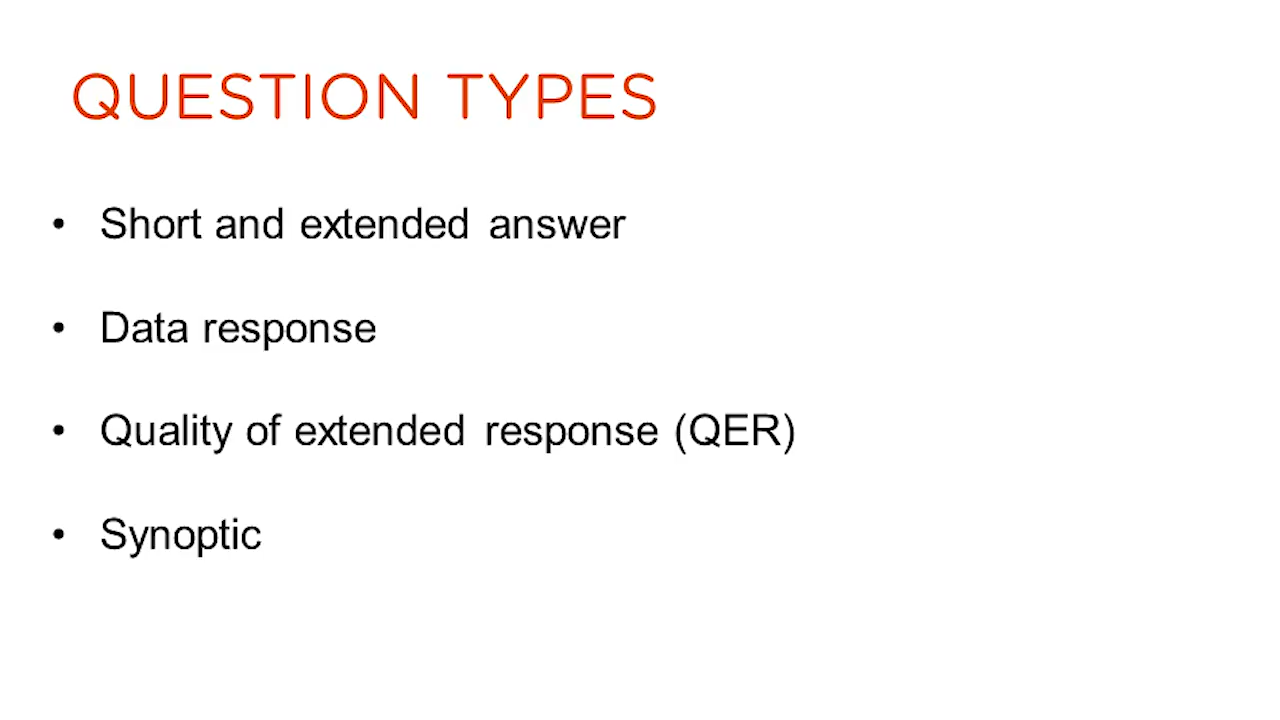 QUESTION TYPES
• Short and extended answer
• Data response
• Quality of extended response (QER)
• Synoptic